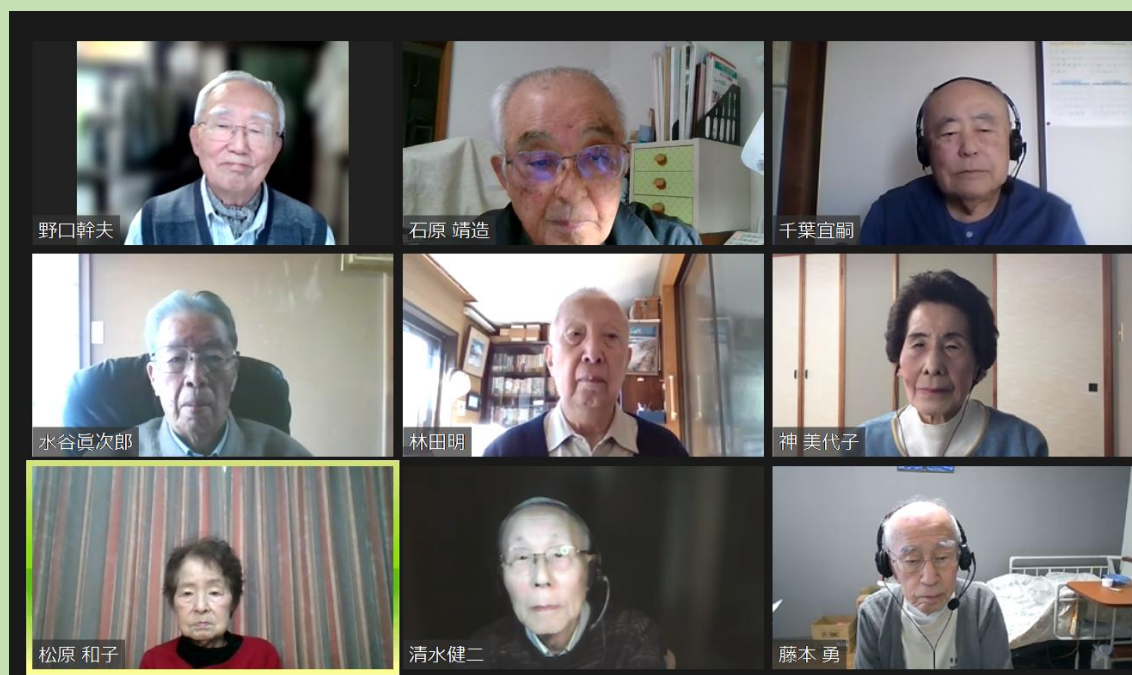 野口幹夫
石原 靖造
千葉宜嗣
水谷眞次郎
林田明
神 美代子
松原 和子
清水健二
藤本 勇